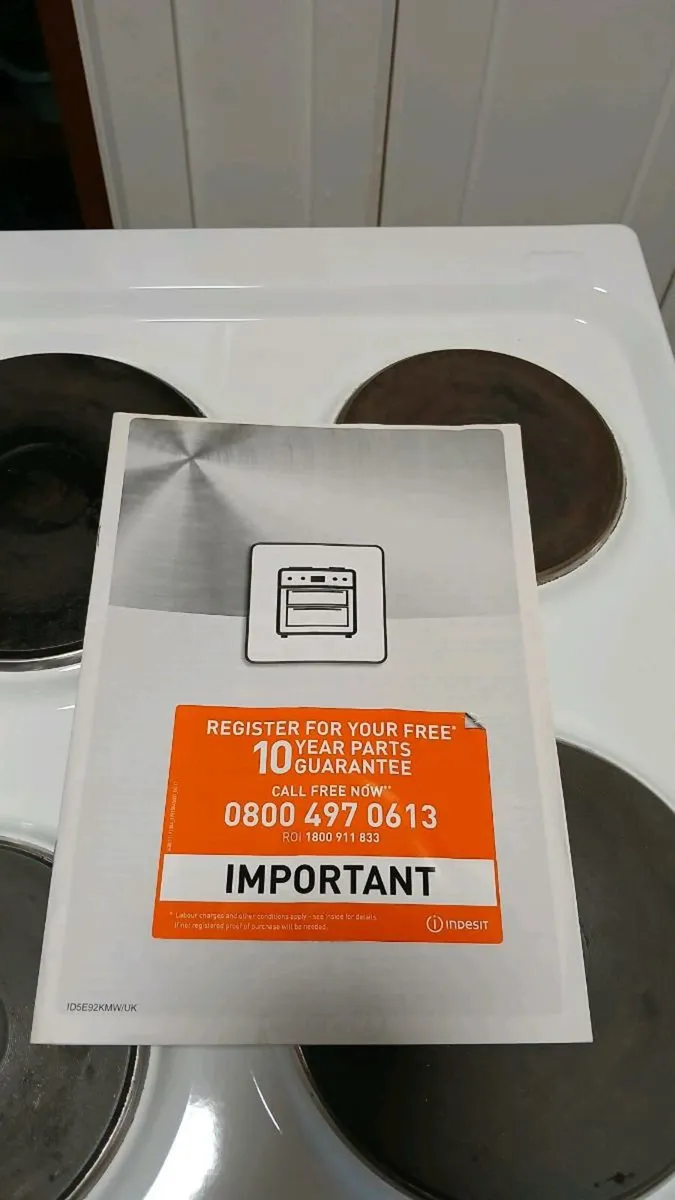 REGISTER FOR YOUR FREE*
10 YEAR PARTS
GUARANTEE
CALL FREE NOW**
0800 497 0613
ROI 1800 911 833
IMPORTANT
* Labour charges and other conditions apply - see inside for details.
If not registered proof of purchase will be needed.
indesit
ID5E92KMW/UK